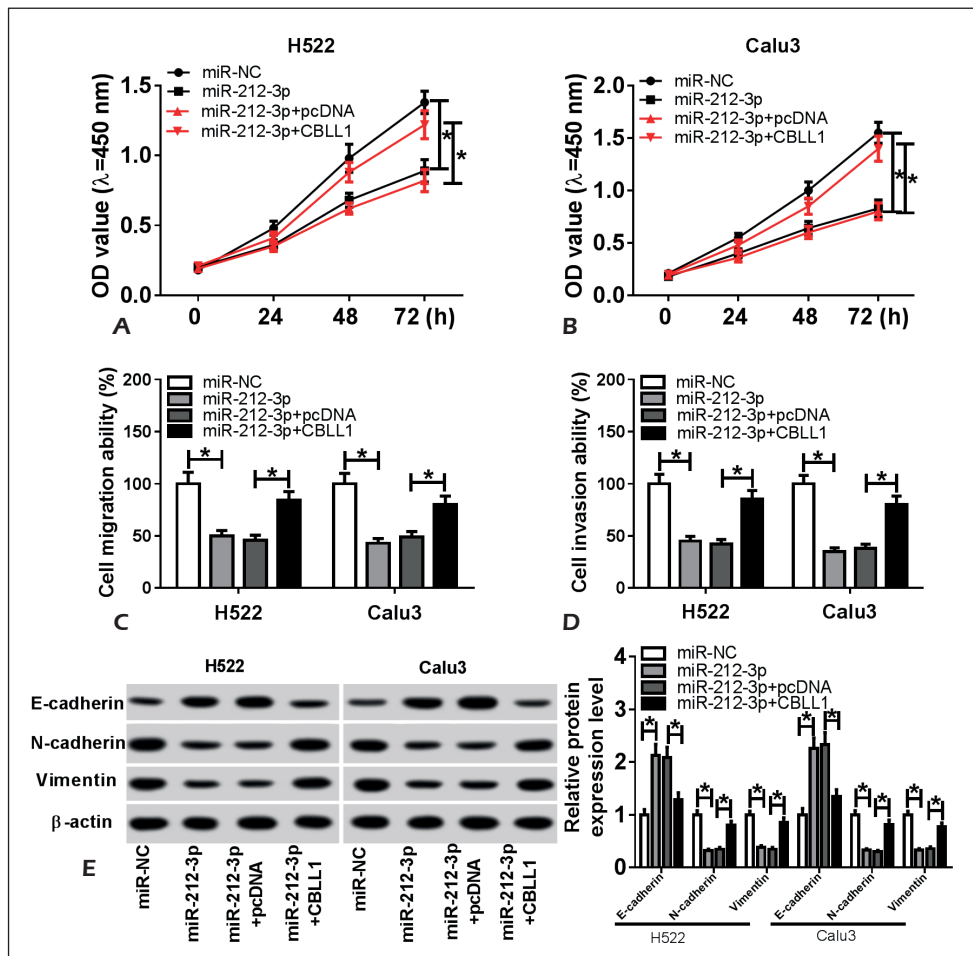 H522
miR-NC
miR-212-3p
miR-212-3p+pcDNA
miR-212-3p+CBLL1
OD value (λ=450 nm)
1.5
1.0
0.5
0.0
0 24 48 72 (h)
*
*
A
Calu3
miR-NC
miR-212-3p
miR-212-3p+pcDNA
miR-212-3p+CBLL1
OD value (λ=450 nm)
2.0
1.5
1.0
0.5
0.0
0 24 48 72 (h)
*
*
B
miR-NC
miR-212-3p
miR-212-3p+pcDNA
miR-212-3p+CBLL1
Cell migration ability (%)
200
150
100
50
0
* * * *
H522 Calu3
C
miR-NC
miR-212-3p
miR-212-3p+pcDNA
miR-212-3p+CBLL1
Cell invasion ability (%)
200
150
100
50
0
* * * *
H522 Calu3
D
H522 Calu3
E-cadherin
N-cadherin
Vimentin
β-actin
miR-NC
miR-212-3p
miR-212-3p
+pcDNA
miR-212-3p
+CBLL1
miR-NC
miR-212-3p
miR-212-3p
+pcDNA
miR-212-3p
+CBLL1
E
miR-NC
miR-212-3p
miR-212-3p+pcDNA
miR-212-3p+CBLL1
Relative protein
expression level
4
3
2
1
0
* * * * * * * * * * * *
E-cadherin
N-cadherin
Vimentin
E-cadherin
N-cadherin
Vimentin
H522 Calu3